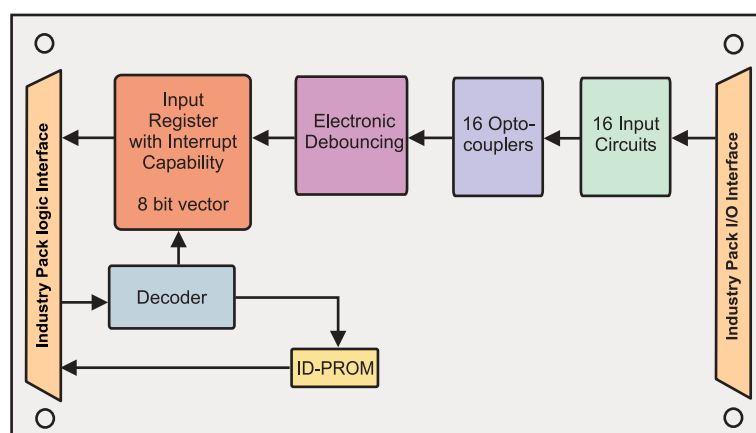 Industry Pack logic Interface
Input
Register
with Interrupt
Capability
8 bit vector
Electronic
Debouncing
16 Opto-
couplers
16 Input
Circuits
Industry Pack I/O Interface
Decoder
ID-PROM